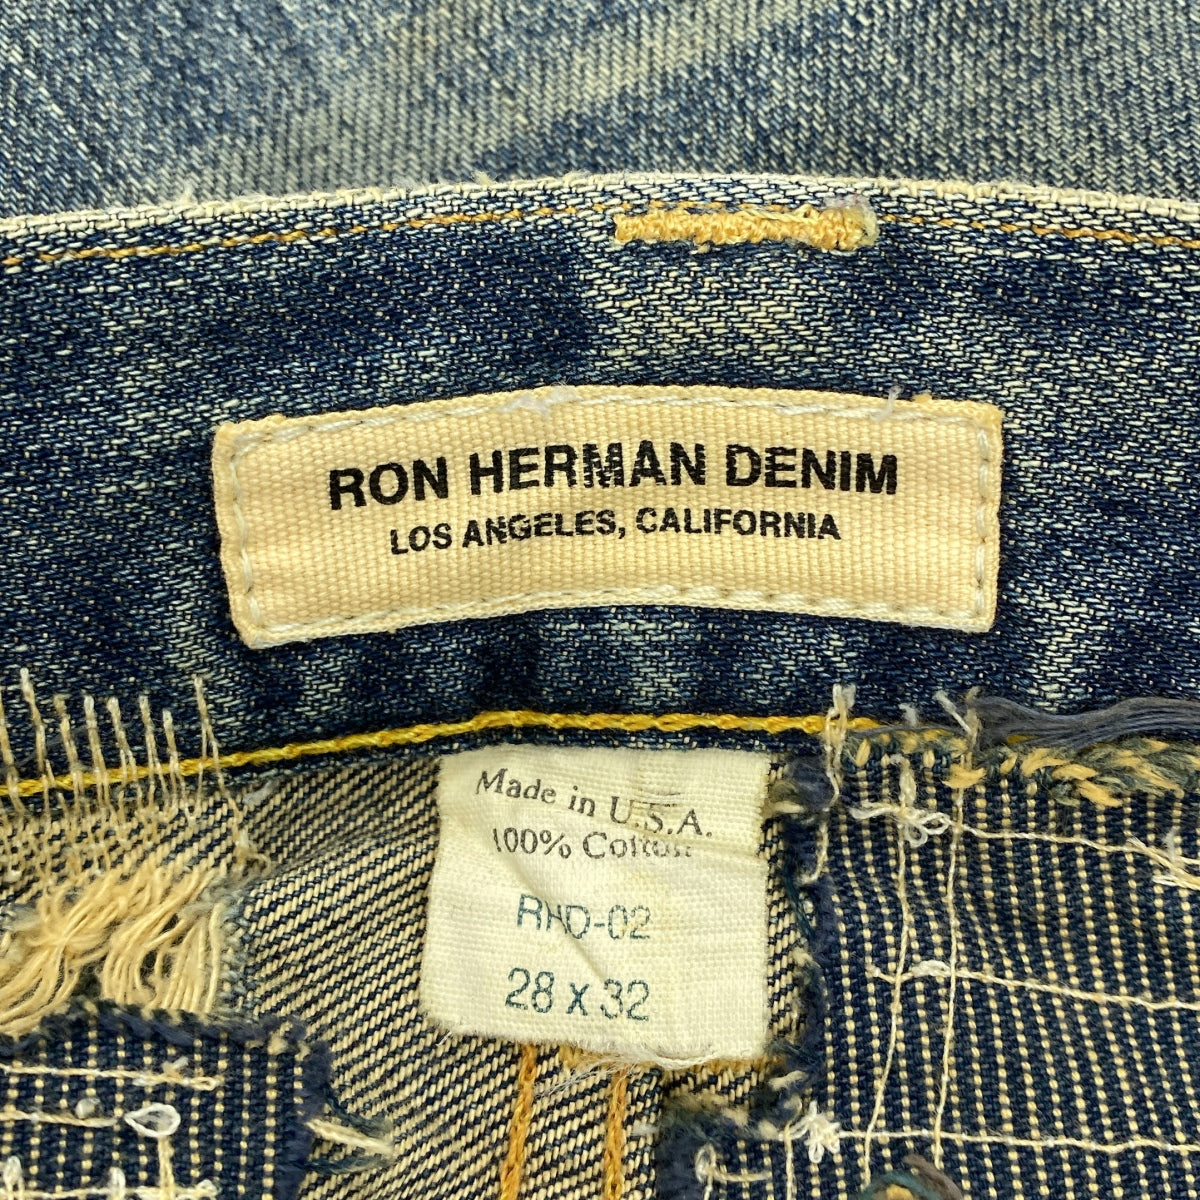 RON HERMAN DENIM
LOS ANGELES, CALIFORNIA
Made in U.S.A.
100% Cotton
RHD-02
28 x 32